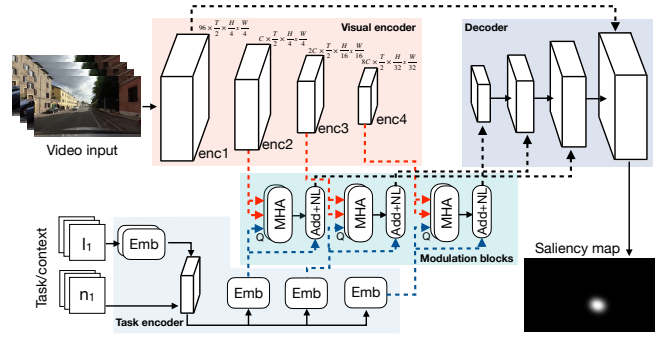 Visual encoder
Decoder
96 × T/2 × H/4 × W/4
C × T/2 × H/4 × W/4
2C × T/2 × H/16 × W/16
8C × T/2 × H/32 × W/32
Video input
enc1
enc2
enc3
enc4
MHA
Add+NL
MHA
Add+NL
MHA
Add+NL
Q
Q
Q
Modulation blocks
Task/context
l₁
Emb
n₁
Task encoder
Emb
Emb
Emb
Saliency map